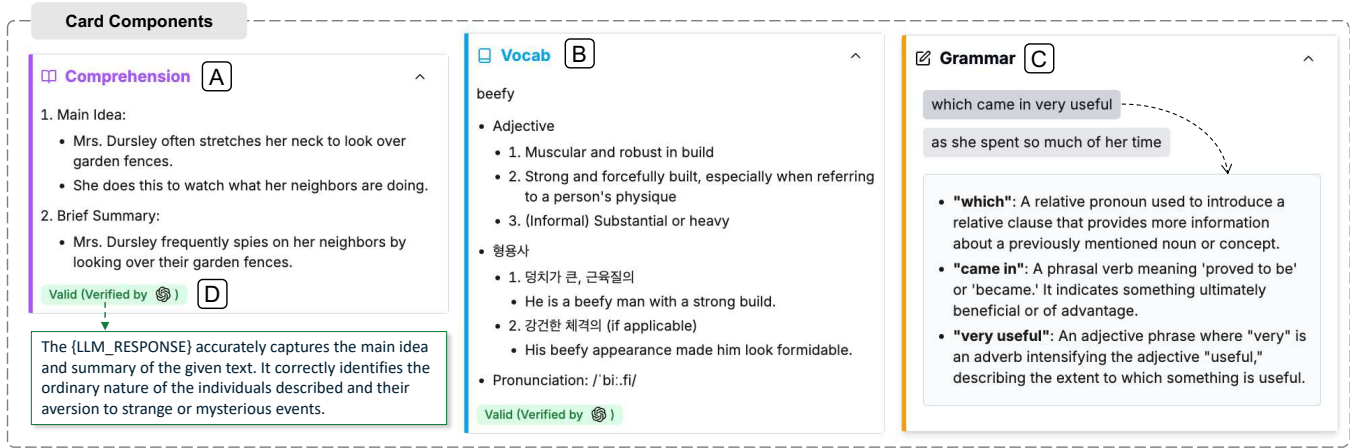 Card Components
Comprehension A
1. Main Idea:
• Mrs. Dursley often stretches her neck to look over
garden fences.
• She does this to watch what her neighbors are doing.
2. Brief Summary:
• Mrs. Dursley frequently spies on her neighbors by
looking over their garden fences.
Valid (Verified by ) D
The {LLM_RESPONSE} accurately captures the main idea
and summary of the given text. It correctly identifies the
ordinary nature of the individuals described and their
aversion to strange or mysterious events.
Vocab B
beefy
• Adjective
• 1. Muscular and robust in build
• 2. Strong and forcefully built, especially when referring
to a person's physique
• 3. (Informal) Substantial or heavy
• 형용사
• 1. 덩치가 큰, 근육질의
• He is a beefy man with a strong build.
• 2. 강건한 체격의 (if applicable)
• His beefy appearance made him look formidable.
• Pronunciation: /ˈbiː.fi/
Valid (Verified by )
Grammar C
which came in very useful
as she spent so much of her time
• "which": A relative pronoun used to introduce a
relative clause that provides more information
about a previously mentioned noun or concept.
• "came in": A phrasal verb meaning 'proved to be'
or 'became.' It indicates something ultimately
beneficial or of advantage.
• "very useful": An adjective phrase where "very" is
an adverb intensifying the adjective "useful,"
describing the extent to which something is useful.